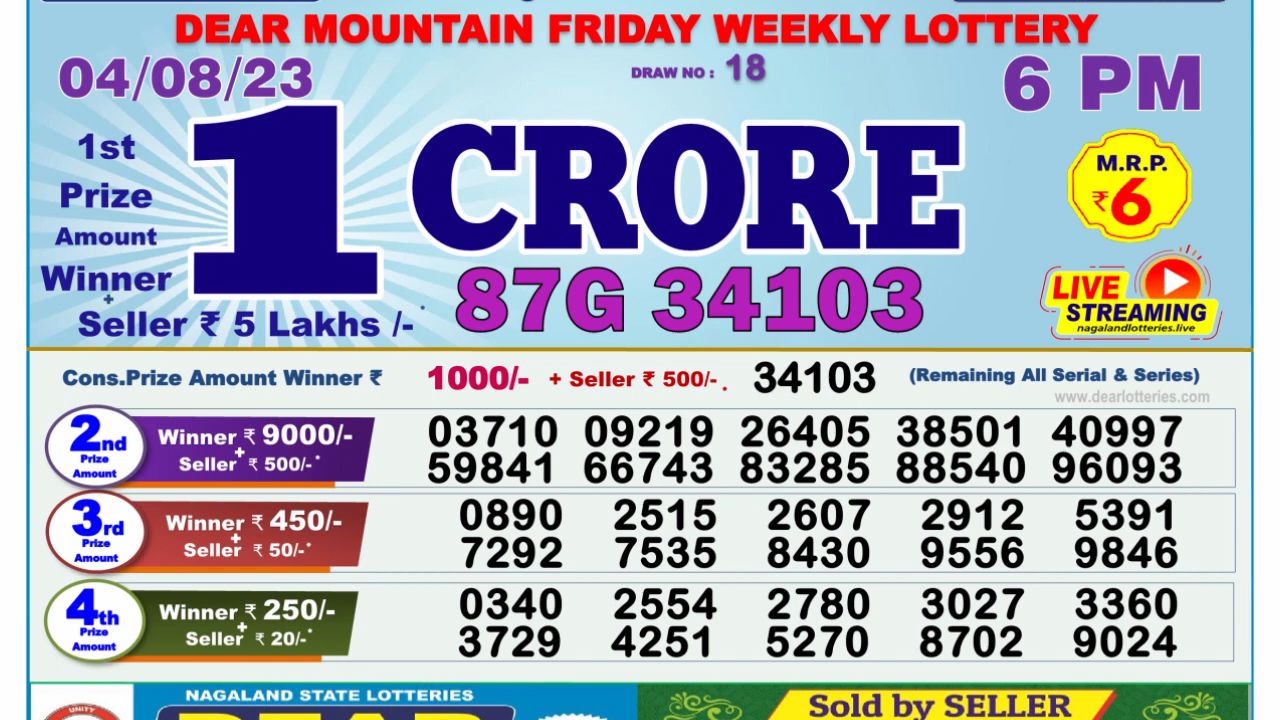 DEAR MOUNTAIN FRIDAY WEEKLY LOTTERY
04/08/23
DRAW NO : 18
6 PM
1st
Prize
Amount
Winner
+
Seller ₹ 5 Lakhs /-
1 CRORE
87G 34103
M.R.P.
₹6
LIVE
STREAMING
nagalandlotteries.live
Cons.Prize Amount Winner ₹ 1000/- + Seller ₹ 500/- . 34103 (Remaining All Serial & Series)
www.dearlotteries.com
2nd
Prize
Amount
Winner ₹ 9000/-
+
Seller ₹ 500/-*
03710 09219 26405 38501 40997
59841 66743 83285 88540 96093
3rd
Prize
Amount
Winner ₹ 450/-
+
Seller ₹ 50/-*
0890 2515 2607 2912 5391
7292 7535 8430 9556 9846
4th
Prize
Amount
Winner ₹ 250/-
+
Seller ₹ 20/-*
0340 2554 2780 3027 3360
3729 4251 5270 8702 9024
UNITY
NAGALAND STATE LOTTERIES
DEAR
Sold by SELLER